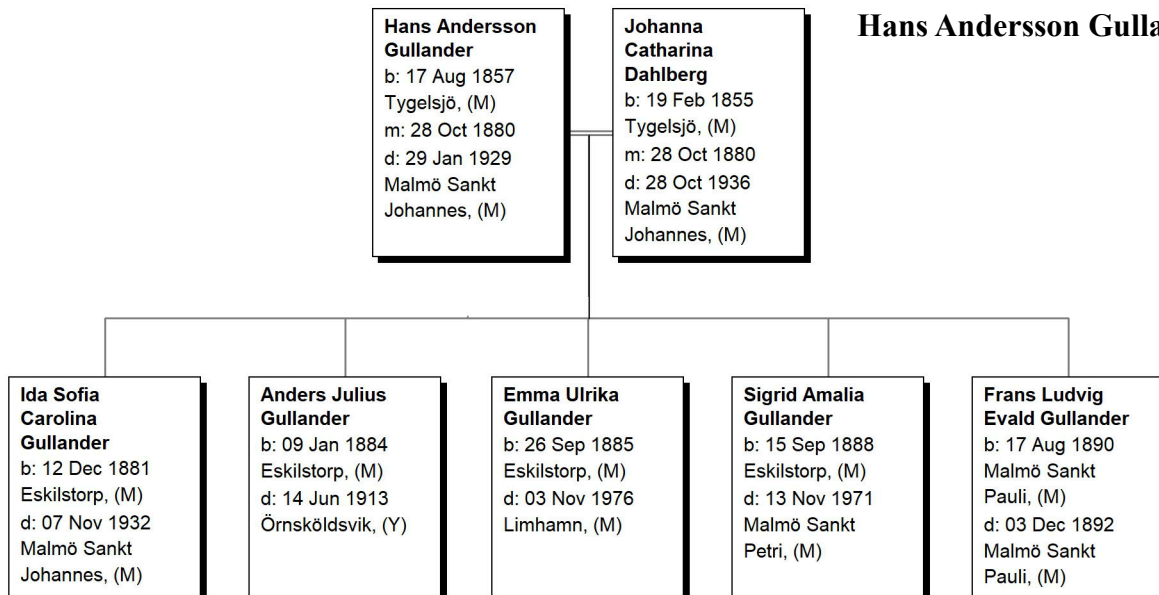 Hans Andersson Gulla
Hans Andersson
Gullander
b: 17 Aug 1857
Tygelsjö, (M)
m: 28 Oct 1880
d: 29 Jan 1929
Malmö Sankt
Johannes, (M)
Johanna
Catharina
Dahlberg
b: 19 Feb 1855
Tygelsjö, (M)
m: 28 Oct 1880
d: 28 Oct 1936
Malmö Sankt
Johannes, (M)
Ida Sofia
Carolina
Gullander
b: 12 Dec 1881
Eskilstorp, (M)
d: 07 Nov 1932
Malmö Sankt
Johannes, (M)
Anders Julius
Gullander
b: 09 Jan 1884
Eskilstorp, (M)
d: 14 Jun 1913
Örnsköldsvik, (Y)
Emma Ulrika
Gullander
b: 26 Sep 1885
Eskilstorp, (M)
d: 03 Nov 1976
Limhamn, (M)
Sigrid Amalia
Gullander
b: 15 Sep 1888
Eskilstorp, (M)
d: 13 Nov 1971
Malmö Sankt
Petri, (M)
Frans Ludvig
Evald Gullander
b: 17 Aug 1890
Malmö Sankt
Pauli, (M)
d: 03 Dec 1892
Malmö Sankt
Pauli, (M)